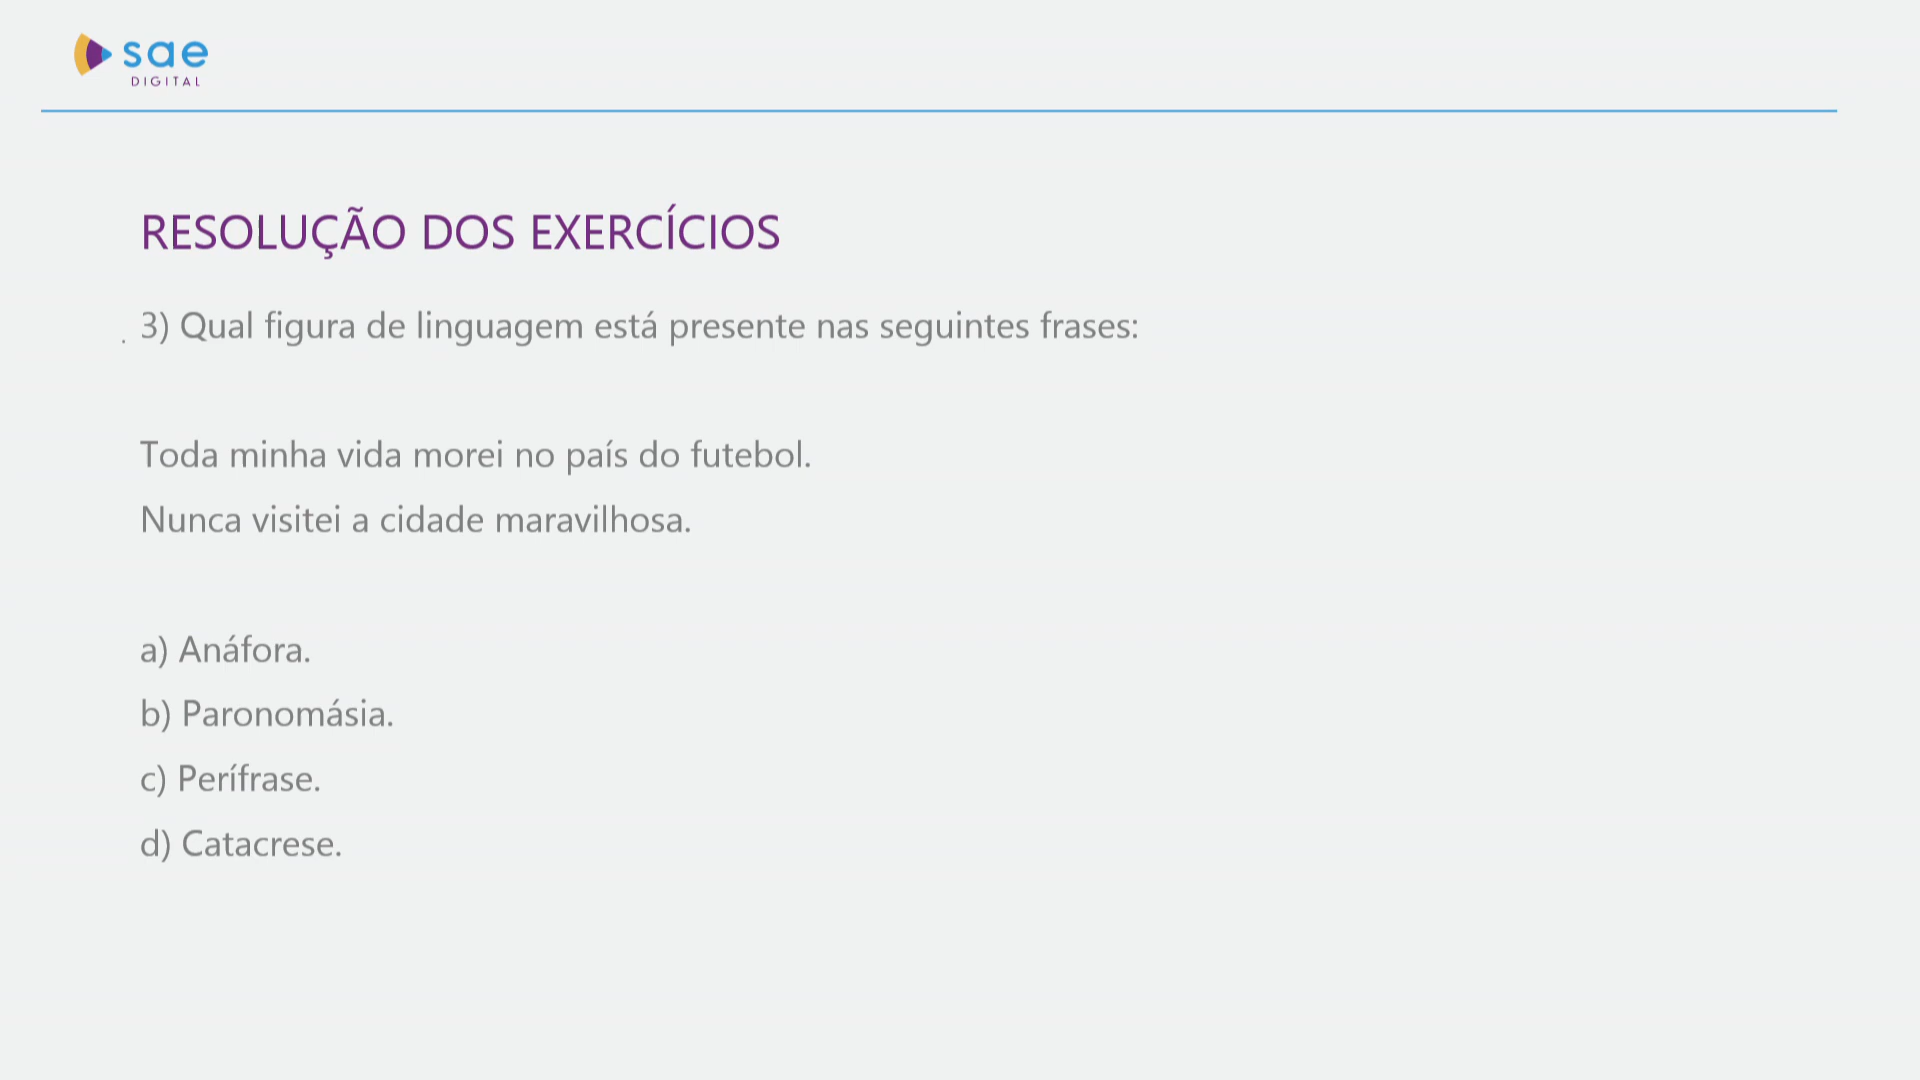 sae
DIGITAL
RESOLUÇÃO DOS EXERCÍCIOS
. 3) Qual figura de linguagem está presente nas seguintes frases:
Toda minha vida morei no país do futebol.
Nunca visitei a cidade maravilhosa.
a) Anáfora.
b) Paronomásia.
c) Perífrase.
d) Catacrese.